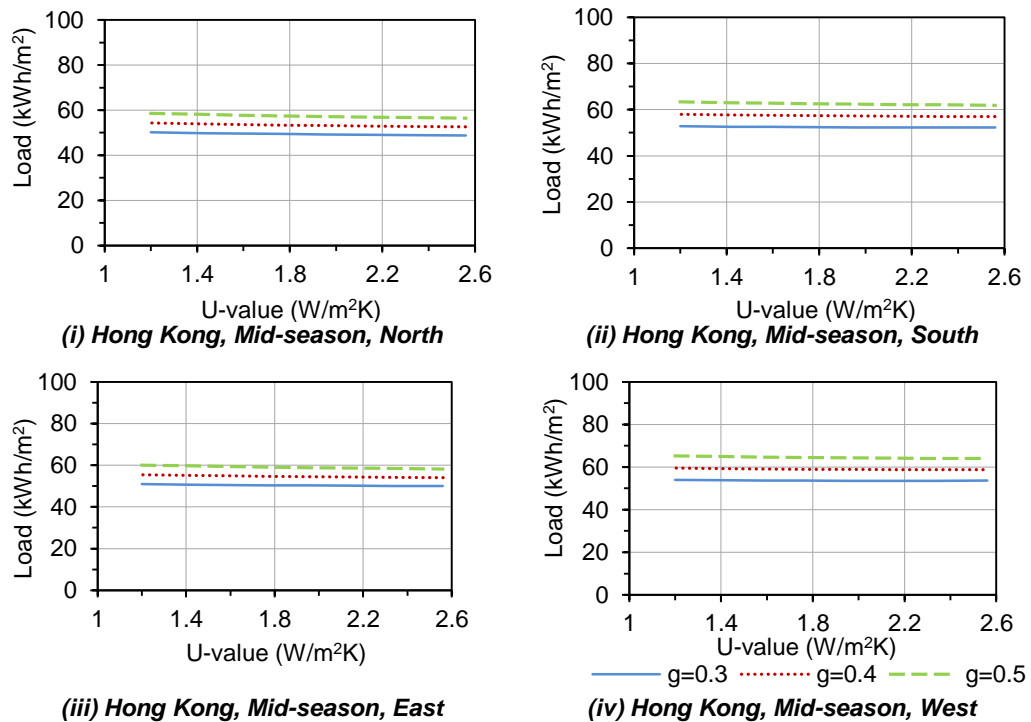 100
80
60
40
20
0
Load (kWh/m²)
1 1.4 1.8 2.2 2.6
U-value (W/m²K)
(i) Hong Kong, Mid-season, North
100
80
60
40
20
0
Load (kWh/m²)
1 1.4 1.8 2.2 2.6
U-value (W/m²K)
(ii) Hong Kong, Mid-season, South
100
80
60
40
20
0
Load (kWh/m²)
1 1.4 1.8 2.2 2.6
U-value (W/m²K)
(iii) Hong Kong, Mid-season, East
100
80
60
40
20
0
Load (kWh/m²)
1 1.4 1.8 2.2 2.6
U-value (W/m²K)
g=0.3 g=0.4 g=0.5
(iv) Hong Kong, Mid-season, West